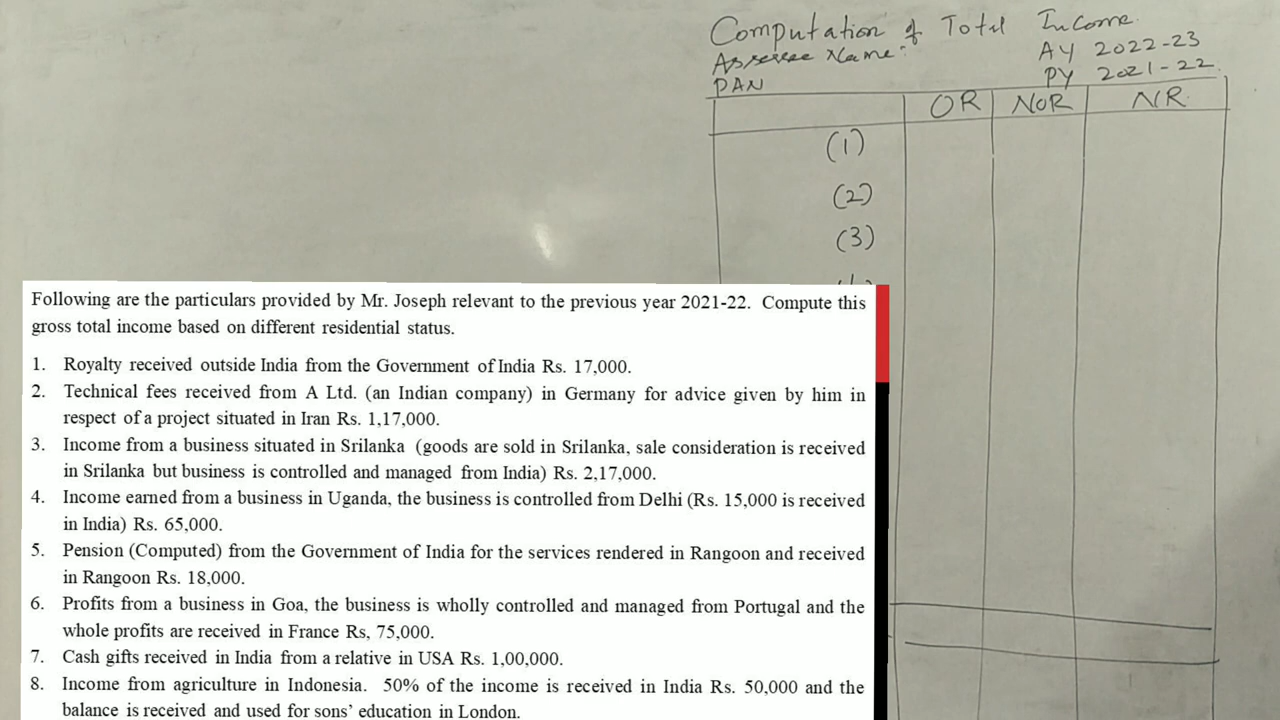 Computation of Total Income.
Assessee Name:
AY 2022-23
PAN
PY 2021-22
OR NOR NR
(1)
(2)
(3)
Following are the particulars provided by Mr. Joseph relevant to the previous year 2021-22. Compute this
gross total income based on different residential status.
1. Royalty received outside India from the Government of India Rs. 17,000.
2. Technical fees received from A Ltd. (an Indian company) in Germany for advice given by him in
respect of a project situated in Iran Rs. 1,17,000.
3. Income from a business situated in Srilanka (goods are sold in Srilanka, sale consideration is received
in Srilanka but business is controlled and managed from India) Rs. 2,17,000.
4. Income earned from a business in Uganda, the business is controlled from Delhi (Rs. 15,000 is received
in India) Rs. 65,000.
5. Pension (Computed) from the Government of India for the services rendered in Rangoon and received
in Rangoon Rs. 18,000.
6. Profits from a business in Goa, the business is wholly controlled and managed from Portugal and the
whole profits are received in France Rs, 75,000.
7. Cash gifts received in India from a relative in USA Rs. 1,00,000.
8. Income from agriculture in Indonesia. 50% of the income is received in India Rs. 50,000 and the
balance is received and used for sons' education in London.